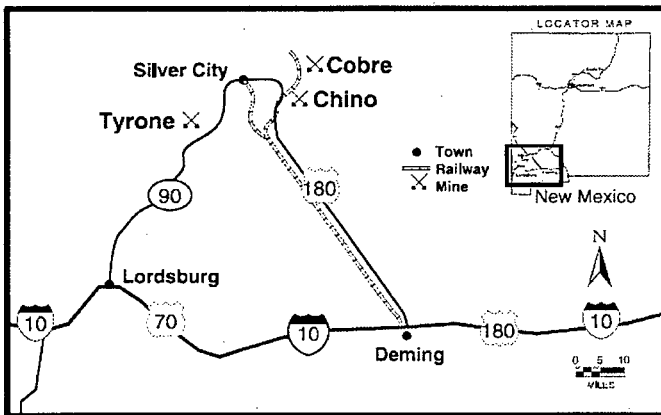 LOCATOR MAP
Cobre
Silver City
Chino
Tyrone
Town
Railway
Mine
180
New Mexico
90
N
Lordsburg
10
70
10
180
10
Deming
0 5 10
MILES